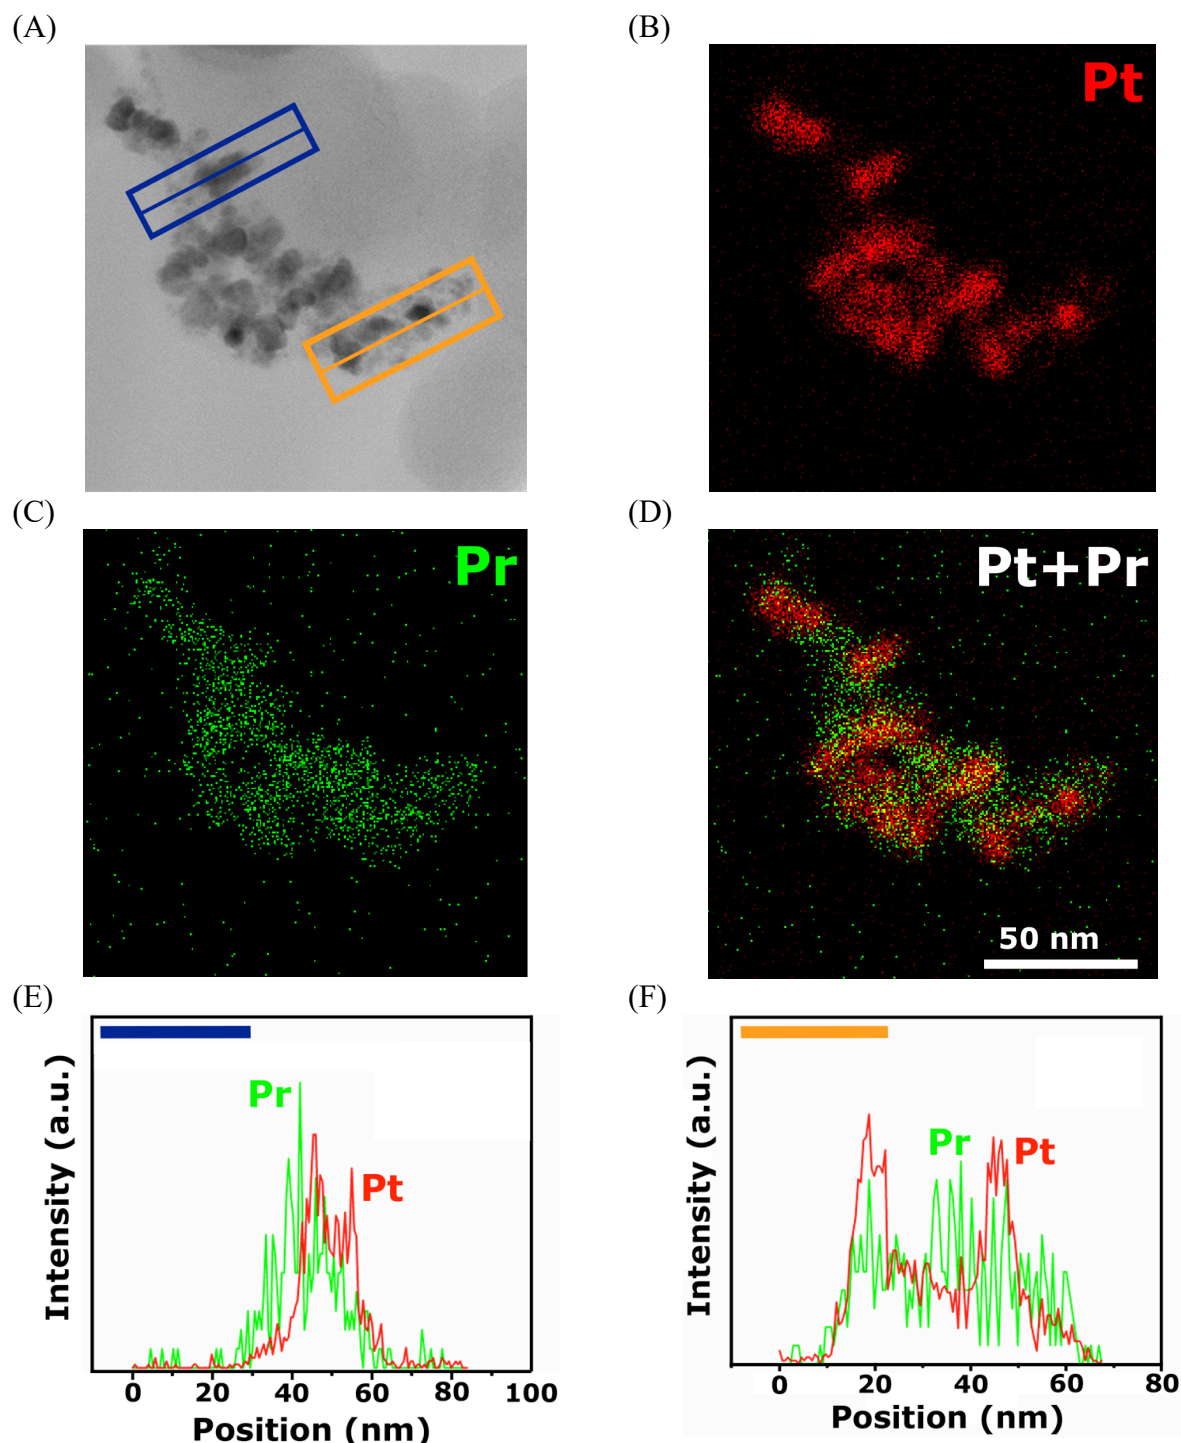 (A)
(B)
Pt
(C)
(D)
Pr
Pt+Pr
50 nm
(E)
(F)
Intensity (a.u.)
Pr
Pt
0 20 40 60 80 100
Position (nm)
Intensity (a.u.)
Pr
Pt
0 20 40 60 80
Position (nm)